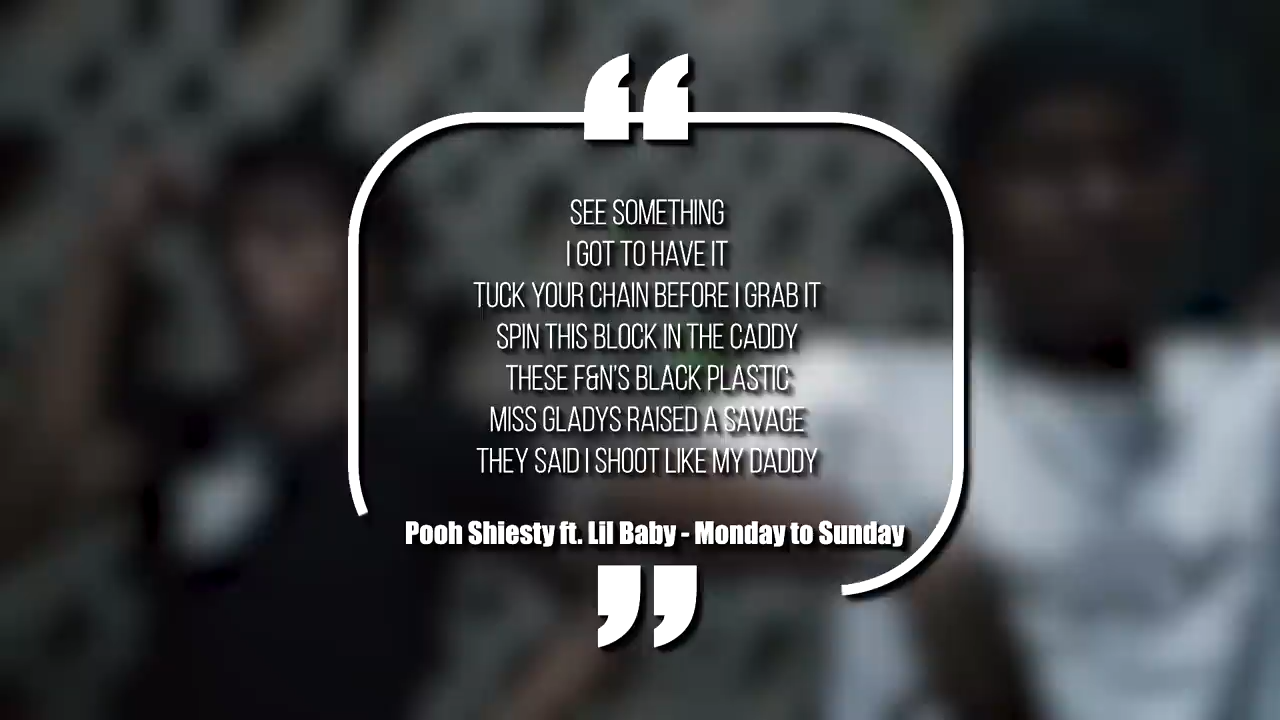 SEE SOMETHING
I GOT TO HAVE IT
TUCK YOUR CHAIN BEFORE I GRAB IT
SPIN THIS BLOCK IN THE CADDY
THESE F&N'S BLACK PLASTIC
MISS GLADYS RAISED A SAVAGE
THEY SAID I SHOOT LIKE MY DADDY
Pooh Shiesty ft. Lil Baby - Monday to Sunday